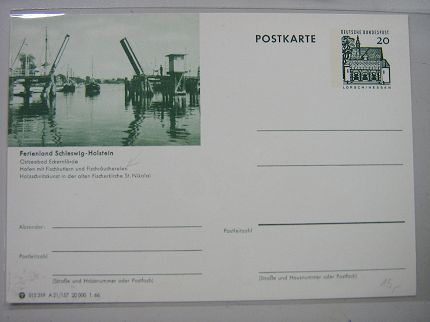 POSTKARTE
DEUTSCHE BUNDESPOST
20
LORSCH/HESSEN
Ferienland Schleswig-Holstein
Ostseebad Eckernförde
Hafen mit Fischkuttern und Fischräuchereien
Holzschnitzkunst in der alten Fischerkirche St. Nikolai
Absender:
Postleitzahl
Postleitzahl
(Straße und Hausnummer oder Postfach)
(Straße und Hausnummer oder Postfach)
A 21/157 20 000 1.66